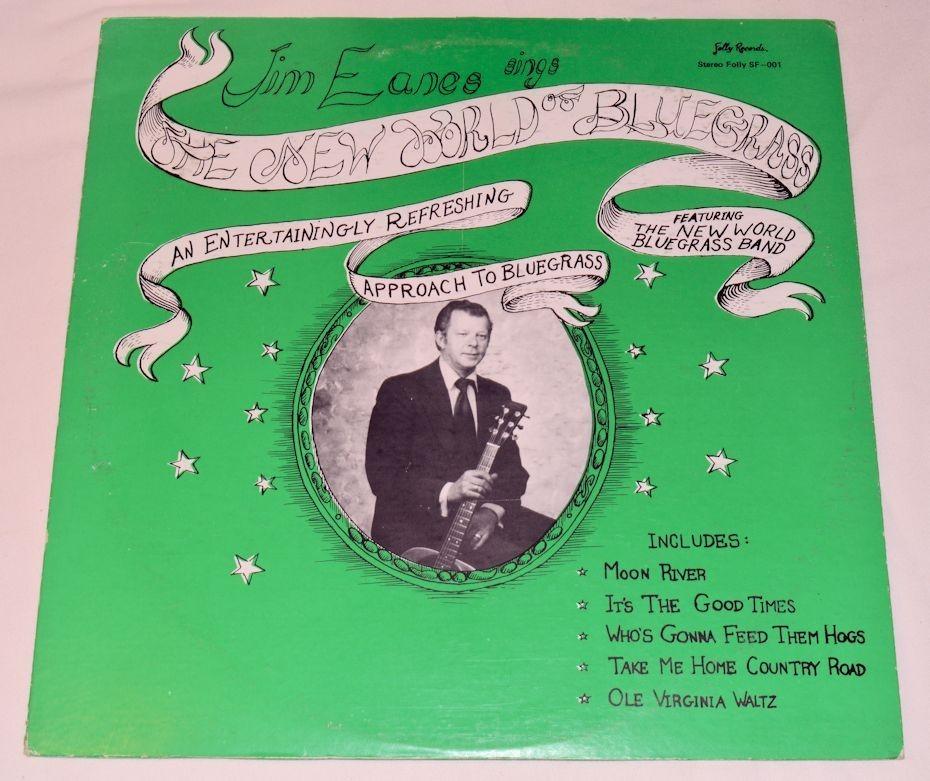 Jim Eanes sings
Folly Records.
Stereo Folly SF-001
THE NEW WORLD OF BLUEGRASS
AN ENTERTAININGLY REFRESHING
APPROACH TO BLUEGRASS
FEATURING
THE NEW WORLD
BLUEGRASS BAND
INCLUDES:
MOON RIVER
IT'S THE GOOD TIMES
WHO'S GONNA FEED THEM HOGS
TAKE ME HOME COUNTRY ROAD
OLE VIRGINIA WALTZ